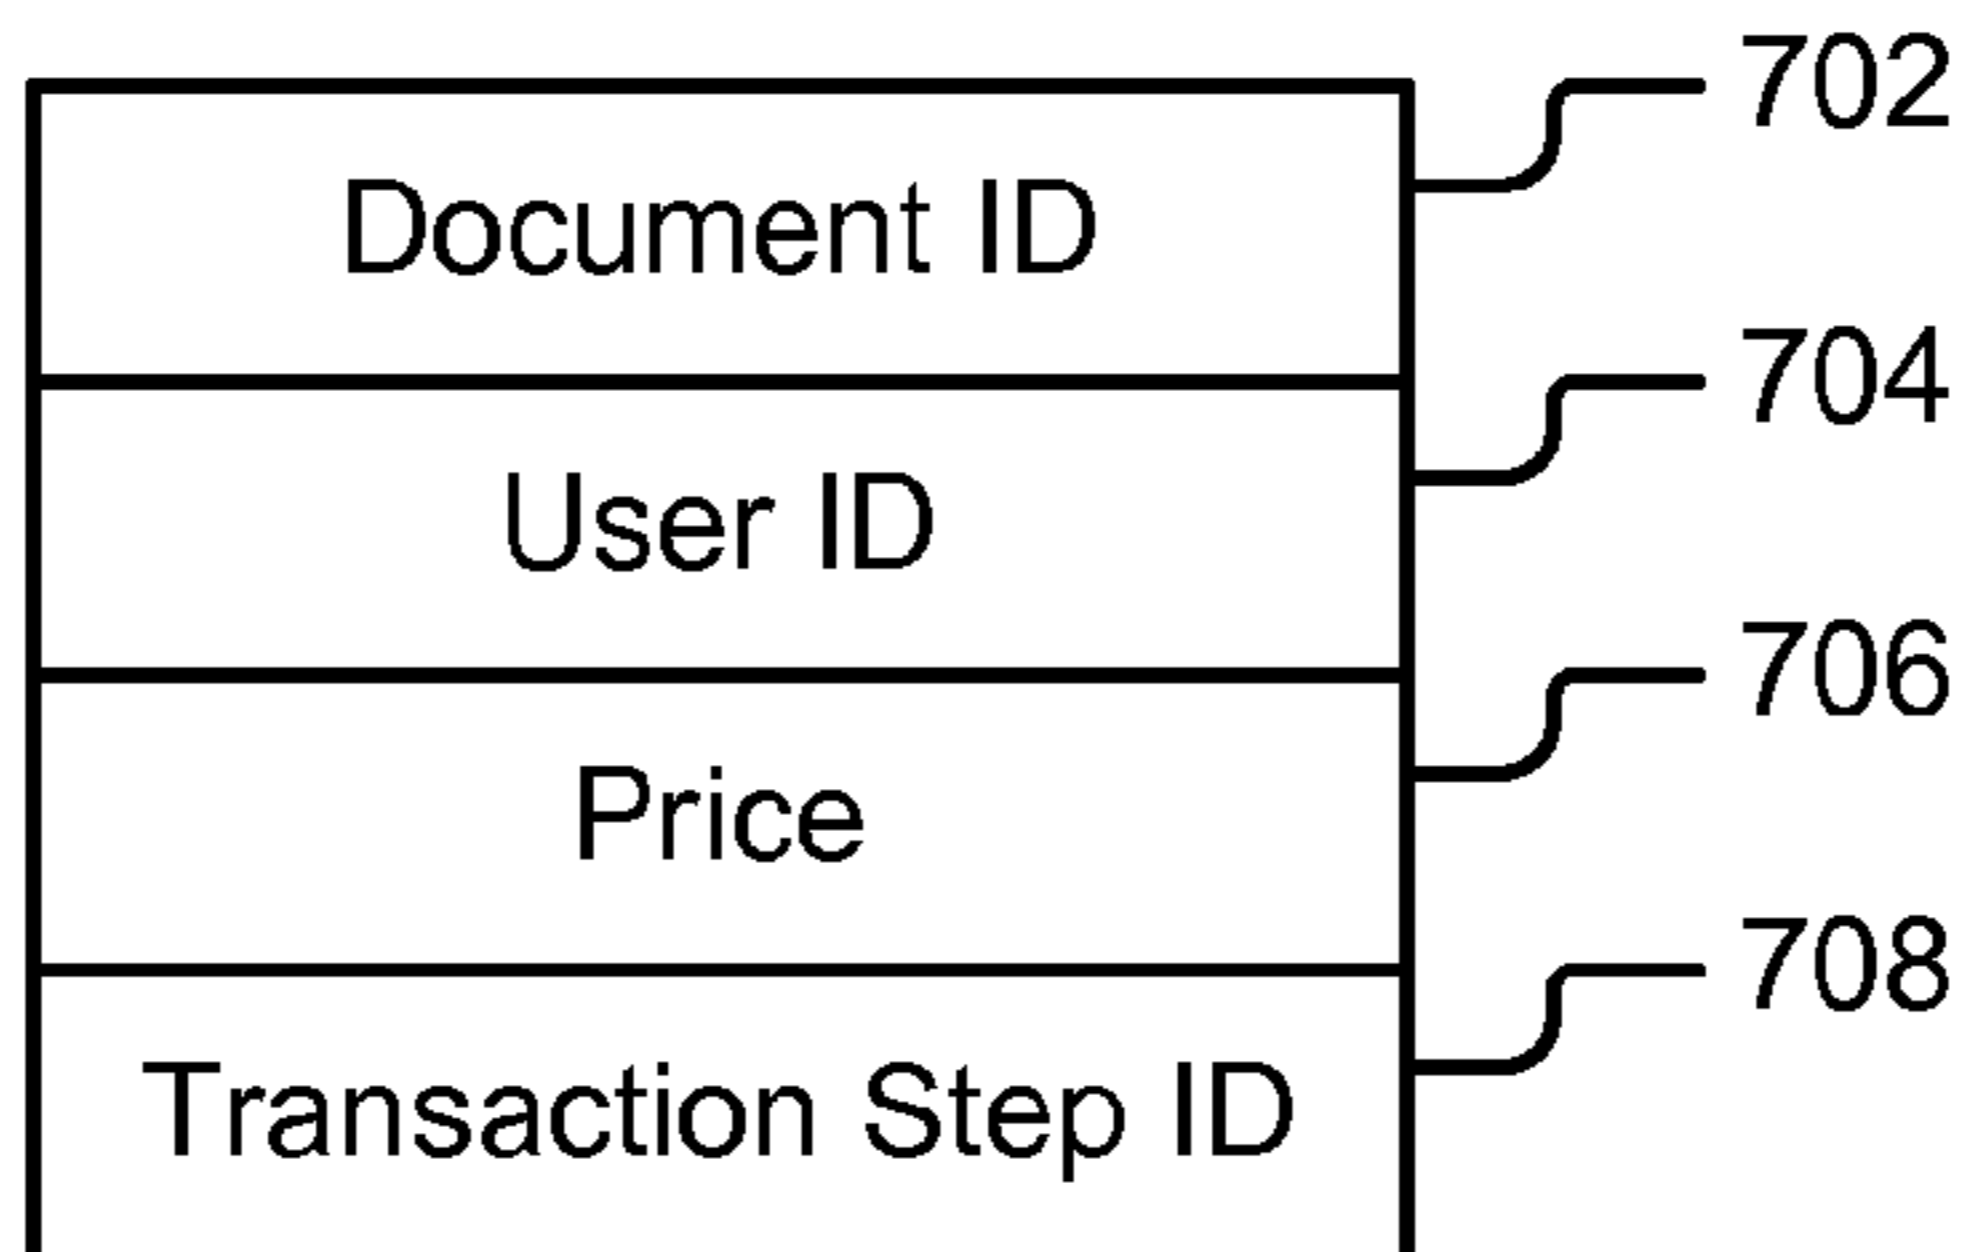 702
Document ID
704
User ID
706
Price
708
Transaction Step ID